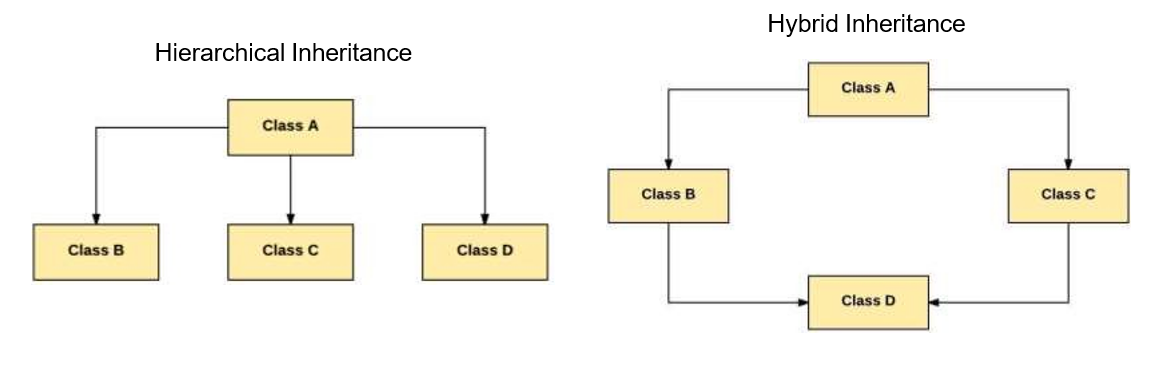 Hierarchical Inheritance
Class A
Class B
Class C
Class D
Hybrid Inheritance
Class A
Class B
Class C
Class D